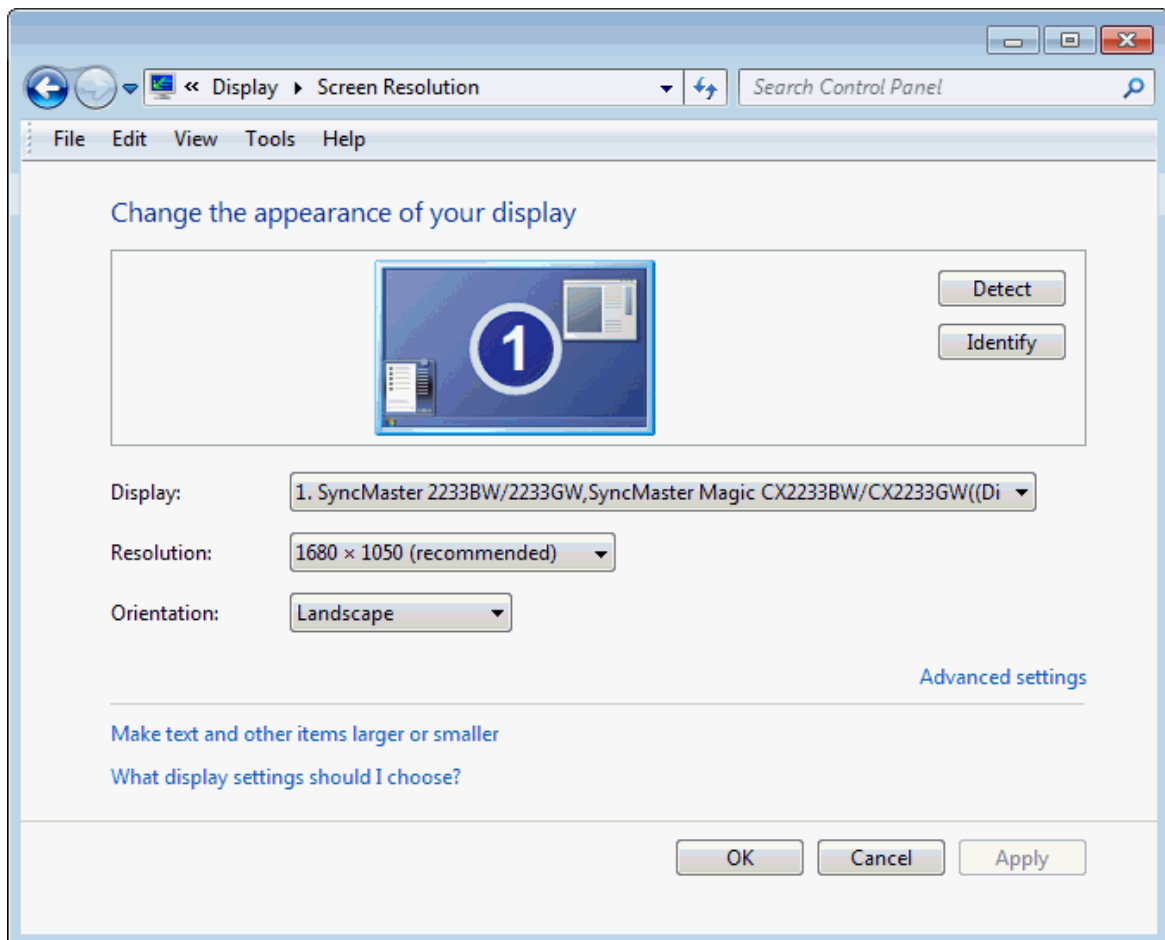 « Display ▸ Screen Resolution
Search Control Panel
File Edit View Tools Help
Change the appearance of your display
1
Detect
Identify
Display: 1. SyncMaster 2233BW/2233GW,SyncMaster Magic CX2233BW/CX2233GW((Di
Resolution: 1680 × 1050 (recommended)
Orientation: Landscape
Advanced settings
Make text and other items larger or smaller
What display settings should I choose?
OK Cancel Apply